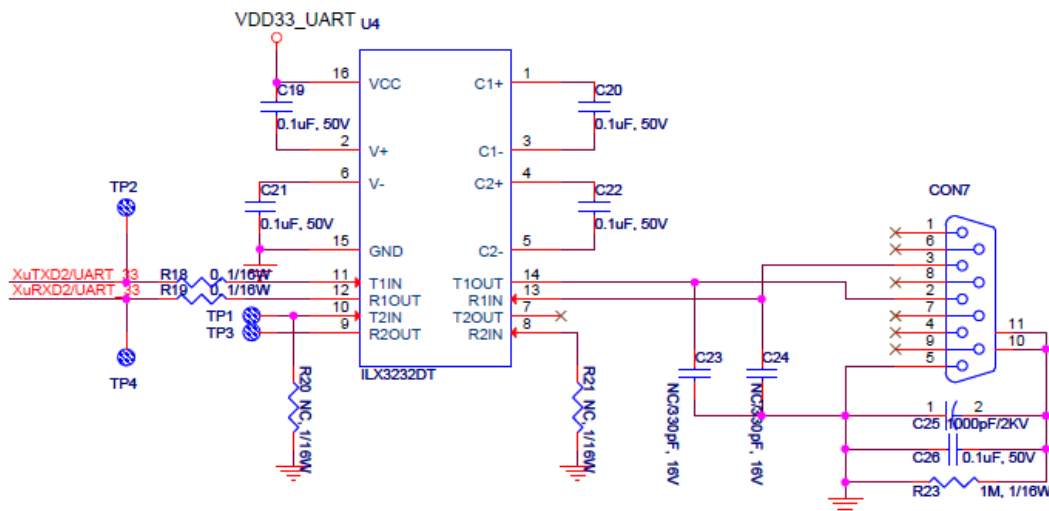 VDD33_UART U4
16 VCC C1+ 1
C19 C20
0.1uF, 50V 0.1uF, 50V
2 V+ C1- 3
6 V- C2+ 4
TP2 C21 C22 CON7
0.1uF, 50V 0.1uF, 50V
15 GND C2- 5
1
6
3
8
2
7
4
9
5
11
10
XuTXD2/UART_33 R18 0, 1/16W 11 T1IN T1OUT 14
XuRXD2/UART_33 R19 0, 1/16W 12 R1OUT R1IN 13
TP1 10 T2IN T2OUT 7
TP3 9 R2OUT R2IN 8
TP4 ILX3232DT
R20 NC, 1/16W
R21 NC, 1/16W
C23 C24
NC/330pF, 16V
NC/330pF, 16V
1 2
C25 1000pF/2KV
C26 0.1uF, 50V
R23 1M, 1/16W